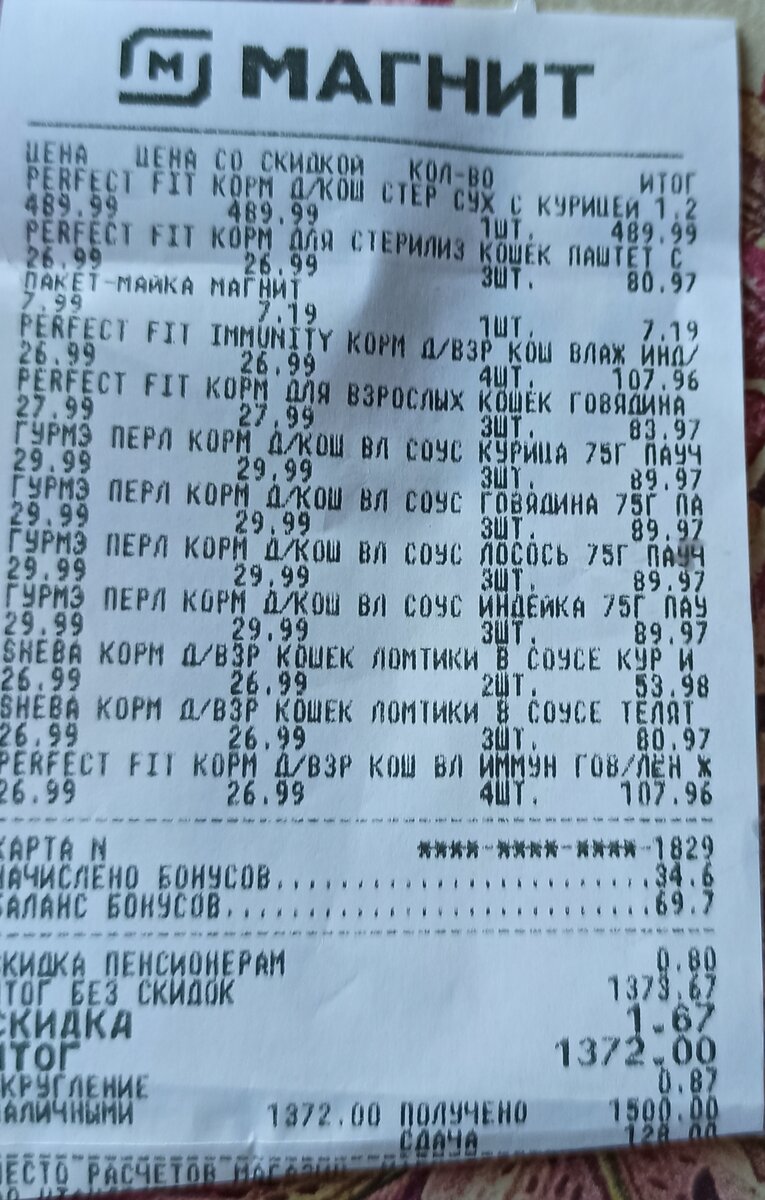 М МАГНИТ
ЦЕНА ЦЕНА СО СКИДКОЙ КОЛ-ВО ИТОГ
PERFECT FIT КОРМ Д/КОШ СТЕР СУХ С КУРИЦЕЙ 1,2
489.99 489.99 1ШТ. 489.99
PERFECT FIT КОРМ ДЛЯ СТЕРИЛИЗ КОШЕК ПАШТЕТ С
26.99 26.99 3ШТ. 80.97
ПАКЕТ-МАЙКА МАГНИТ
7.99 7.19 1ШТ. 7.19
PERFECT FIT IMMUNITY КОРМ Д/ВЗР КОШ ВЛАЖ ИНД/
26.99 26.99 4ШТ. 107.96
PERFECT FIT КОРМ ДЛЯ ВЗРОСЛЫХ КОШЕК ГОВЯДИНА
27.99 27.99 3ШТ. 83.97
ГУРМЭ ПЕРЛ КОРМ Д/КОШ ВЛ СОУС КУРИЦА 75Г ПАУЧ
29.99 29.99 3ШТ. 89.97
ГУРМЭ ПЕРЛ КОРМ Д/КОШ ВЛ СОУС ГОВЯДИНА 75Г ПА
29.99 29.99 3ШТ. 89.97
ГУРМЭ ПЕРЛ КОРМ Д/КОШ ВЛ СОУС ЛОСОСЬ 75Г ПАУЧ
29.99 29.99 3ШТ. 89.97
ГУРМЭ ПЕРЛ КОРМ Д/КОШ ВЛ СОУС ИНДЕЙКА 75Г ПАУ
29.99 29.99 3ШТ. 89.97
SHEBA КОРМ Д/ВЗР КОШЕК ЛОМТИКИ В СОУСЕ КУР И
26.99 26.99 2ШТ. 53.98
SHEBA КОРМ Д/ВЗР КОШЕК ЛОМТИКИ В СОУСЕ ТЕЛЯТ
26.99 26.99 3ШТ. 80.97
PERFECT FIT КОРМ Д/ВЗР КОШ ВЛ ИММУН ГОВ/ЛЕН Ж
26.99 26.99 4ШТ. 107.96
КАРТА N ****-****-****-1829
НАЧИСЛЕНО БОНУСОВ 34.6
БАЛАНС БОНУСОВ 69.7
СКИДКА ПЕНСИОНЕРАМ 0.80
ИТОГ БЕЗ СКИДОК 1373.67
СКИДКА 1.67
ИТОГ 1372.00
ОКРУГЛЕНИЕ 0.87
НАЛИЧНЫМИ 1372.00 ПОЛУЧЕНО 1500.00
СДАЧА 128.00
МЕСТО РАСЧЕТОВ